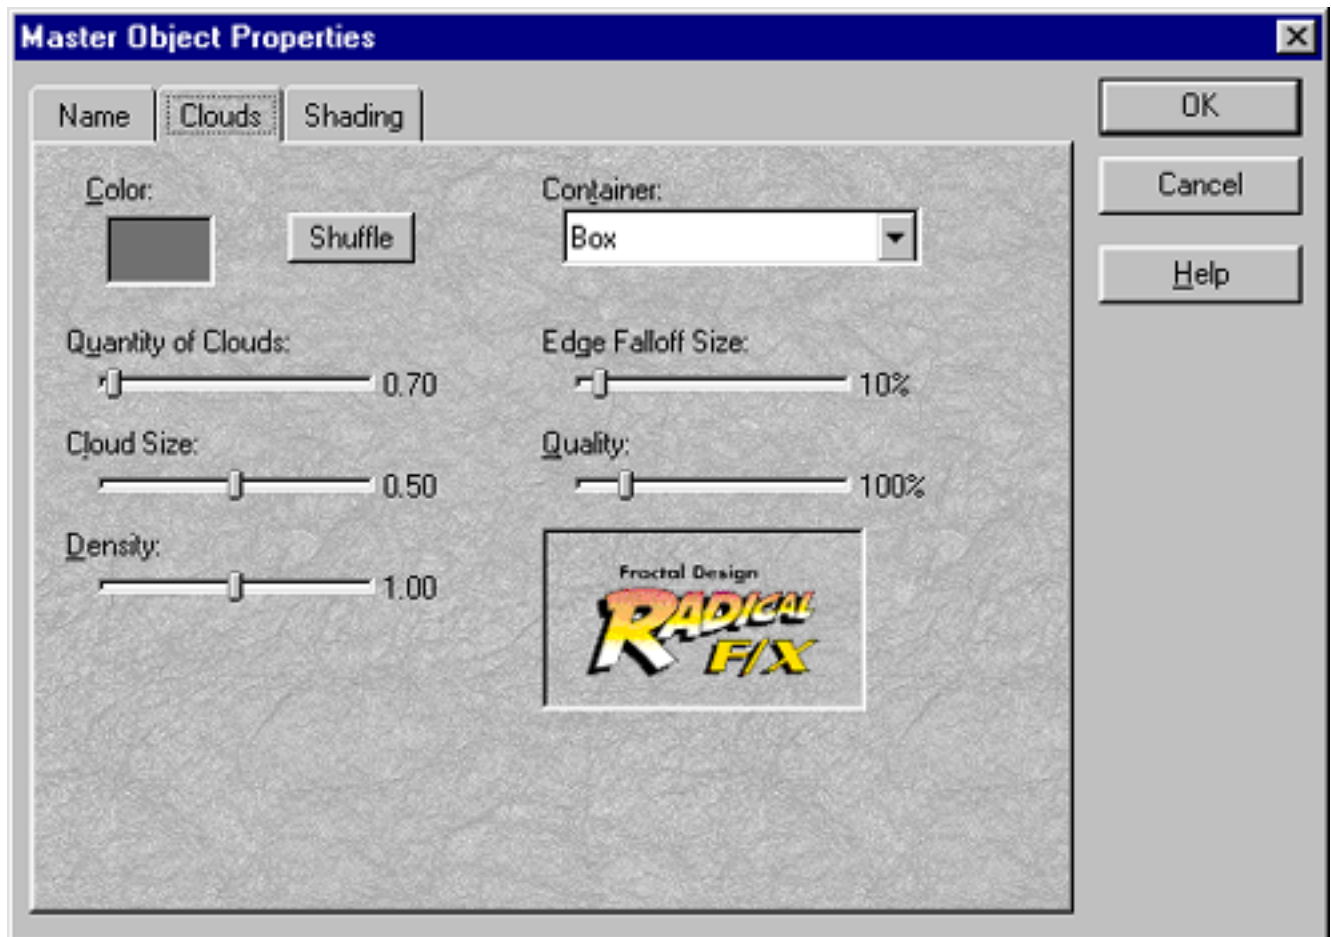 Master Object Properties
Name Clouds Shading
OK
Cancel
Help
Color:
Shuffle
Container:
Box
Quantity of Clouds:
0.70
Edge Falloff Size:
10%
Cloud Size:
0.50
Quality:
100%
Density:
1.00
Fractal Design
RADICAL
F/X